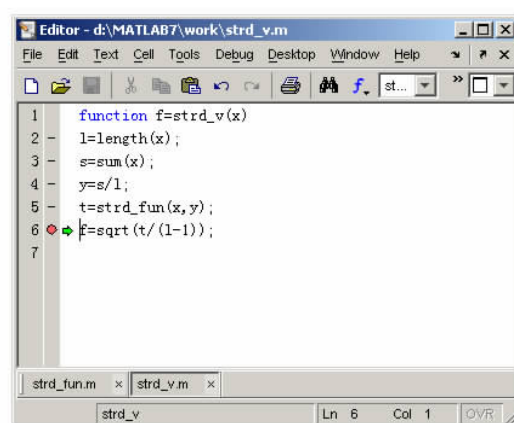 Editor - d:\MATLAB7\work\strd_v.m
File Edit Text Cell Tools Debug Desktop Window Help
st... »
1 function f=strd_v(x)
2 - l=length(x);
3 - s=sum(x);
4 - y=s/l;
5 - t=strd_fun(x,y);
6 f=sqrt(t/(l-1));
7
strd_fun.m × strd_v.m ×
strd_v Ln 6 Col 1 OVR